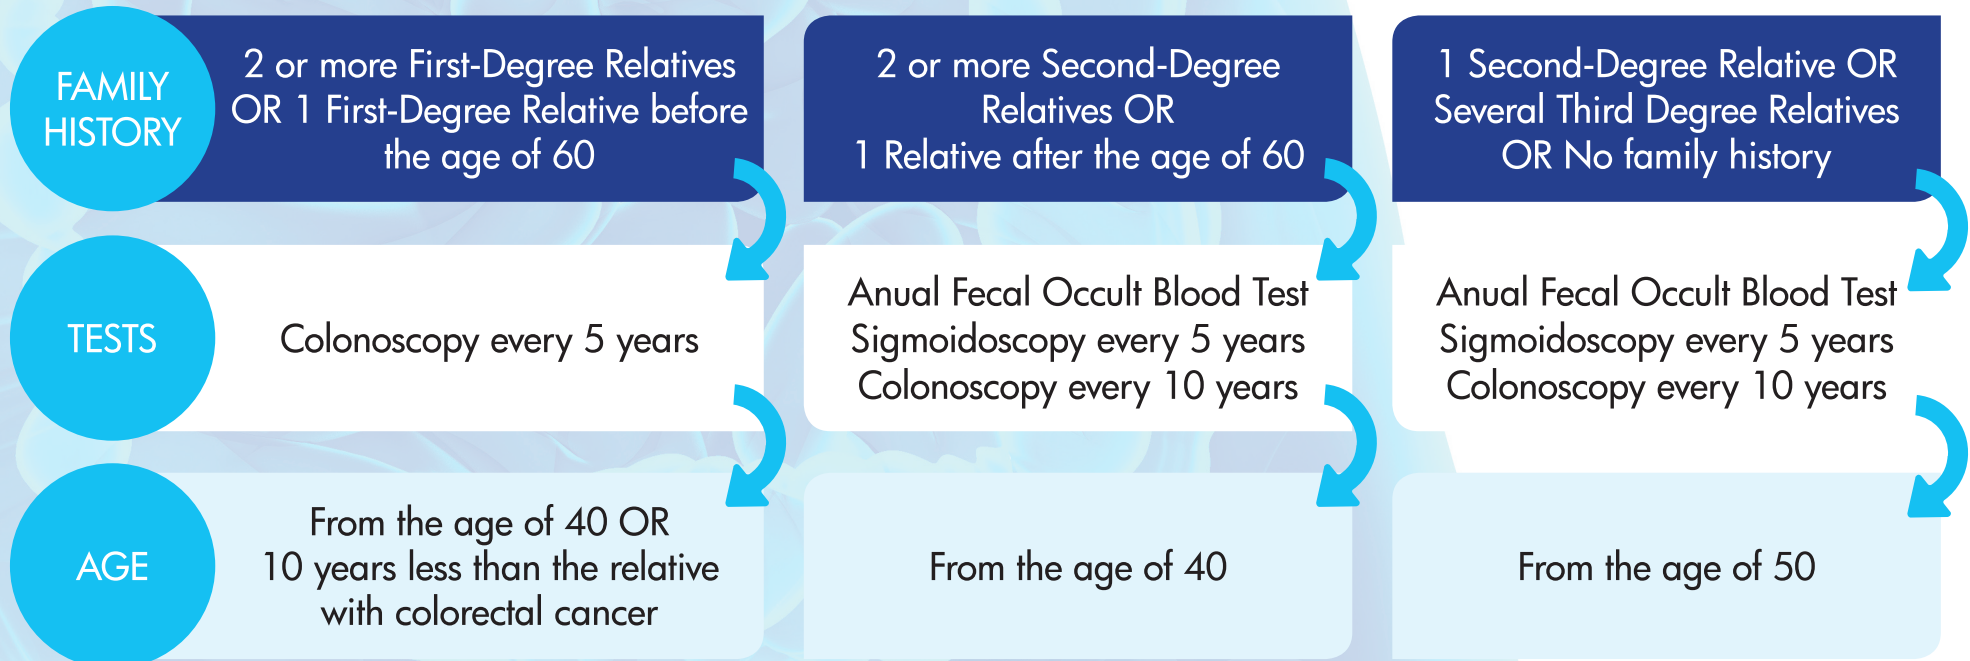 FAMILY
HISTORY
2 or more First-Degree Relatives
OR 1 First-Degree Relative before
the age of 60
2 or more Second-Degree
Relatives OR
1 Relative after the age of 60
1 Second-Degree Relative OR
Several Third Degree Relatives
OR No family history
TESTS
Colonoscopy every 5 years
Anual Fecal Occult Blood Test
Sigmoidoscopy every 5 years
Colonoscopy every 10 years
Anual Fecal Occult Blood Test
Sigmoidoscopy every 5 years
Colonoscopy every 10 years
AGE
From the age of 40 OR
10 years less than the relative
with colorectal cancer
From the age of 40
From the age of 50